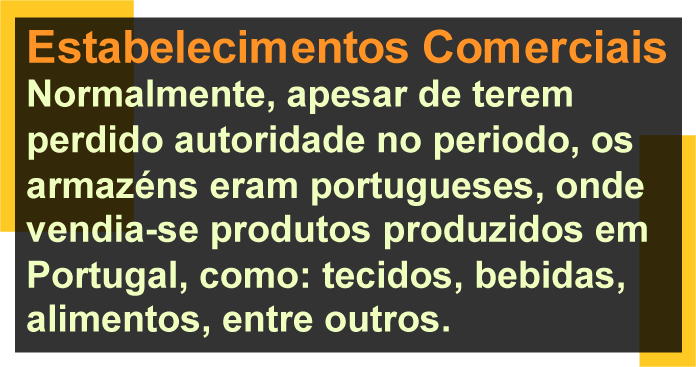 Estabelecimentos Comerciais
Normalmente, apesar de terem
perdido autoridade no periodo, os
armazéns eram portugueses, onde
vendia-se produtos produzidos em
Portugal, como: tecidos, bebidas,
alimentos, entre outros.